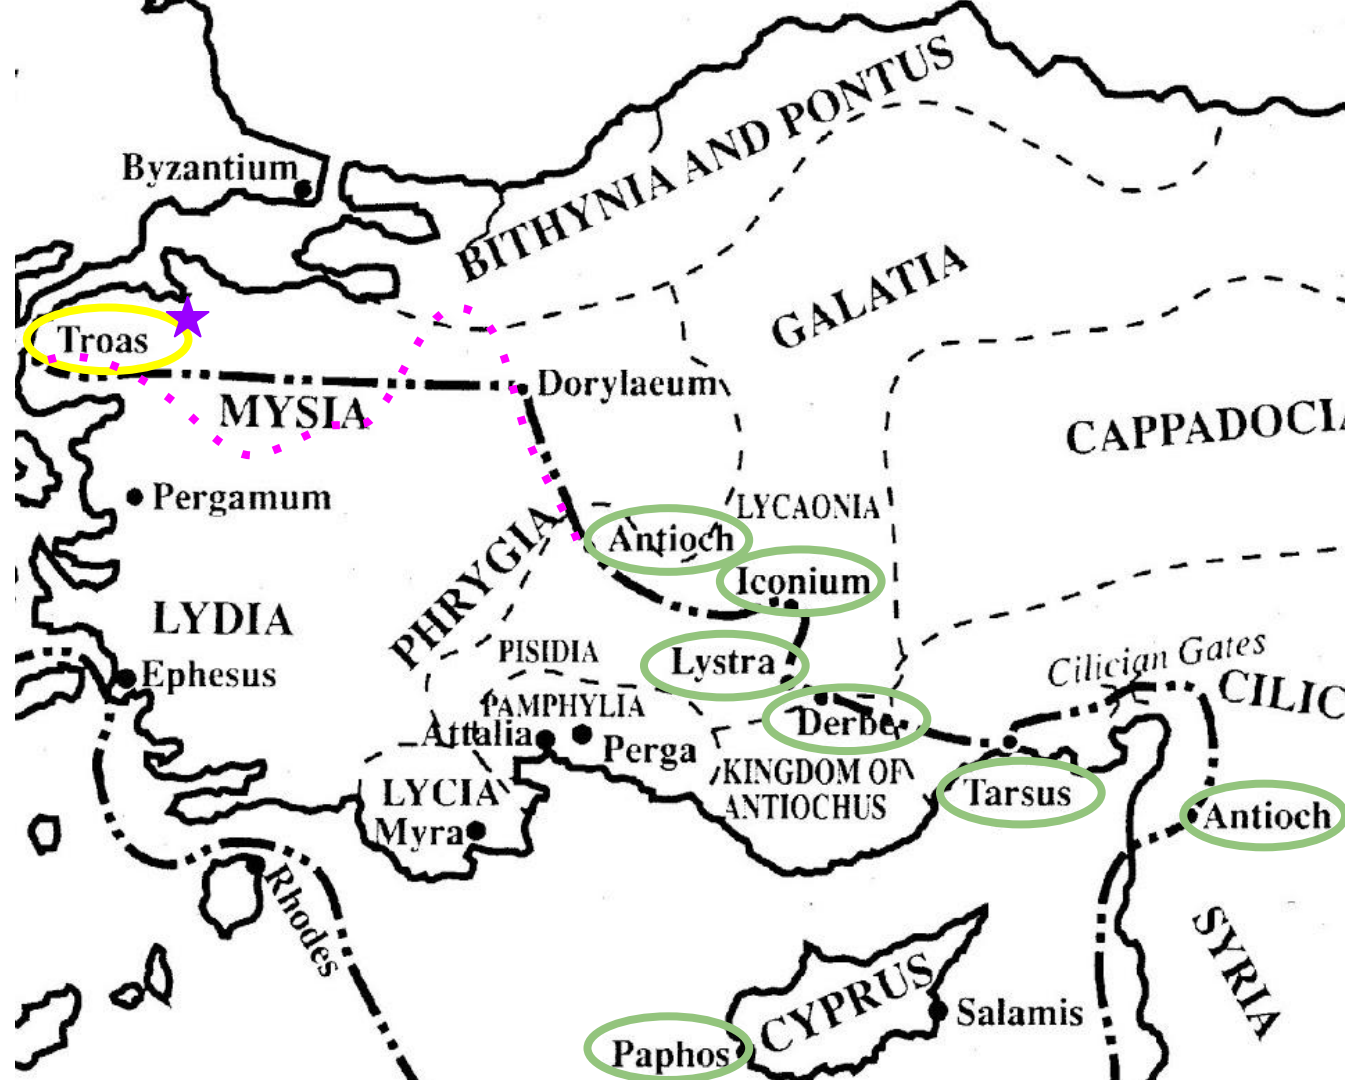 BITHYNIA AND PONTUS
Byzantium
GALATIA
Troas
Dorylaeum
MYSIA
CAPPADOCIA
Pergamum
LYCAONIA
Antioch
PHRYGIA
Iconium
LYDIA
PISIDIA
Lystra
Cilician Gates
Ephesus
CILIC
PAMPHYLIA
Attalia
Perga
Derbe
KINGDOM OF
ANTIOCHUS
LYCIA
Tarsus
Antioch
Myra
Rhodes
SYRIA
CYPRUS
Salamis
Paphos